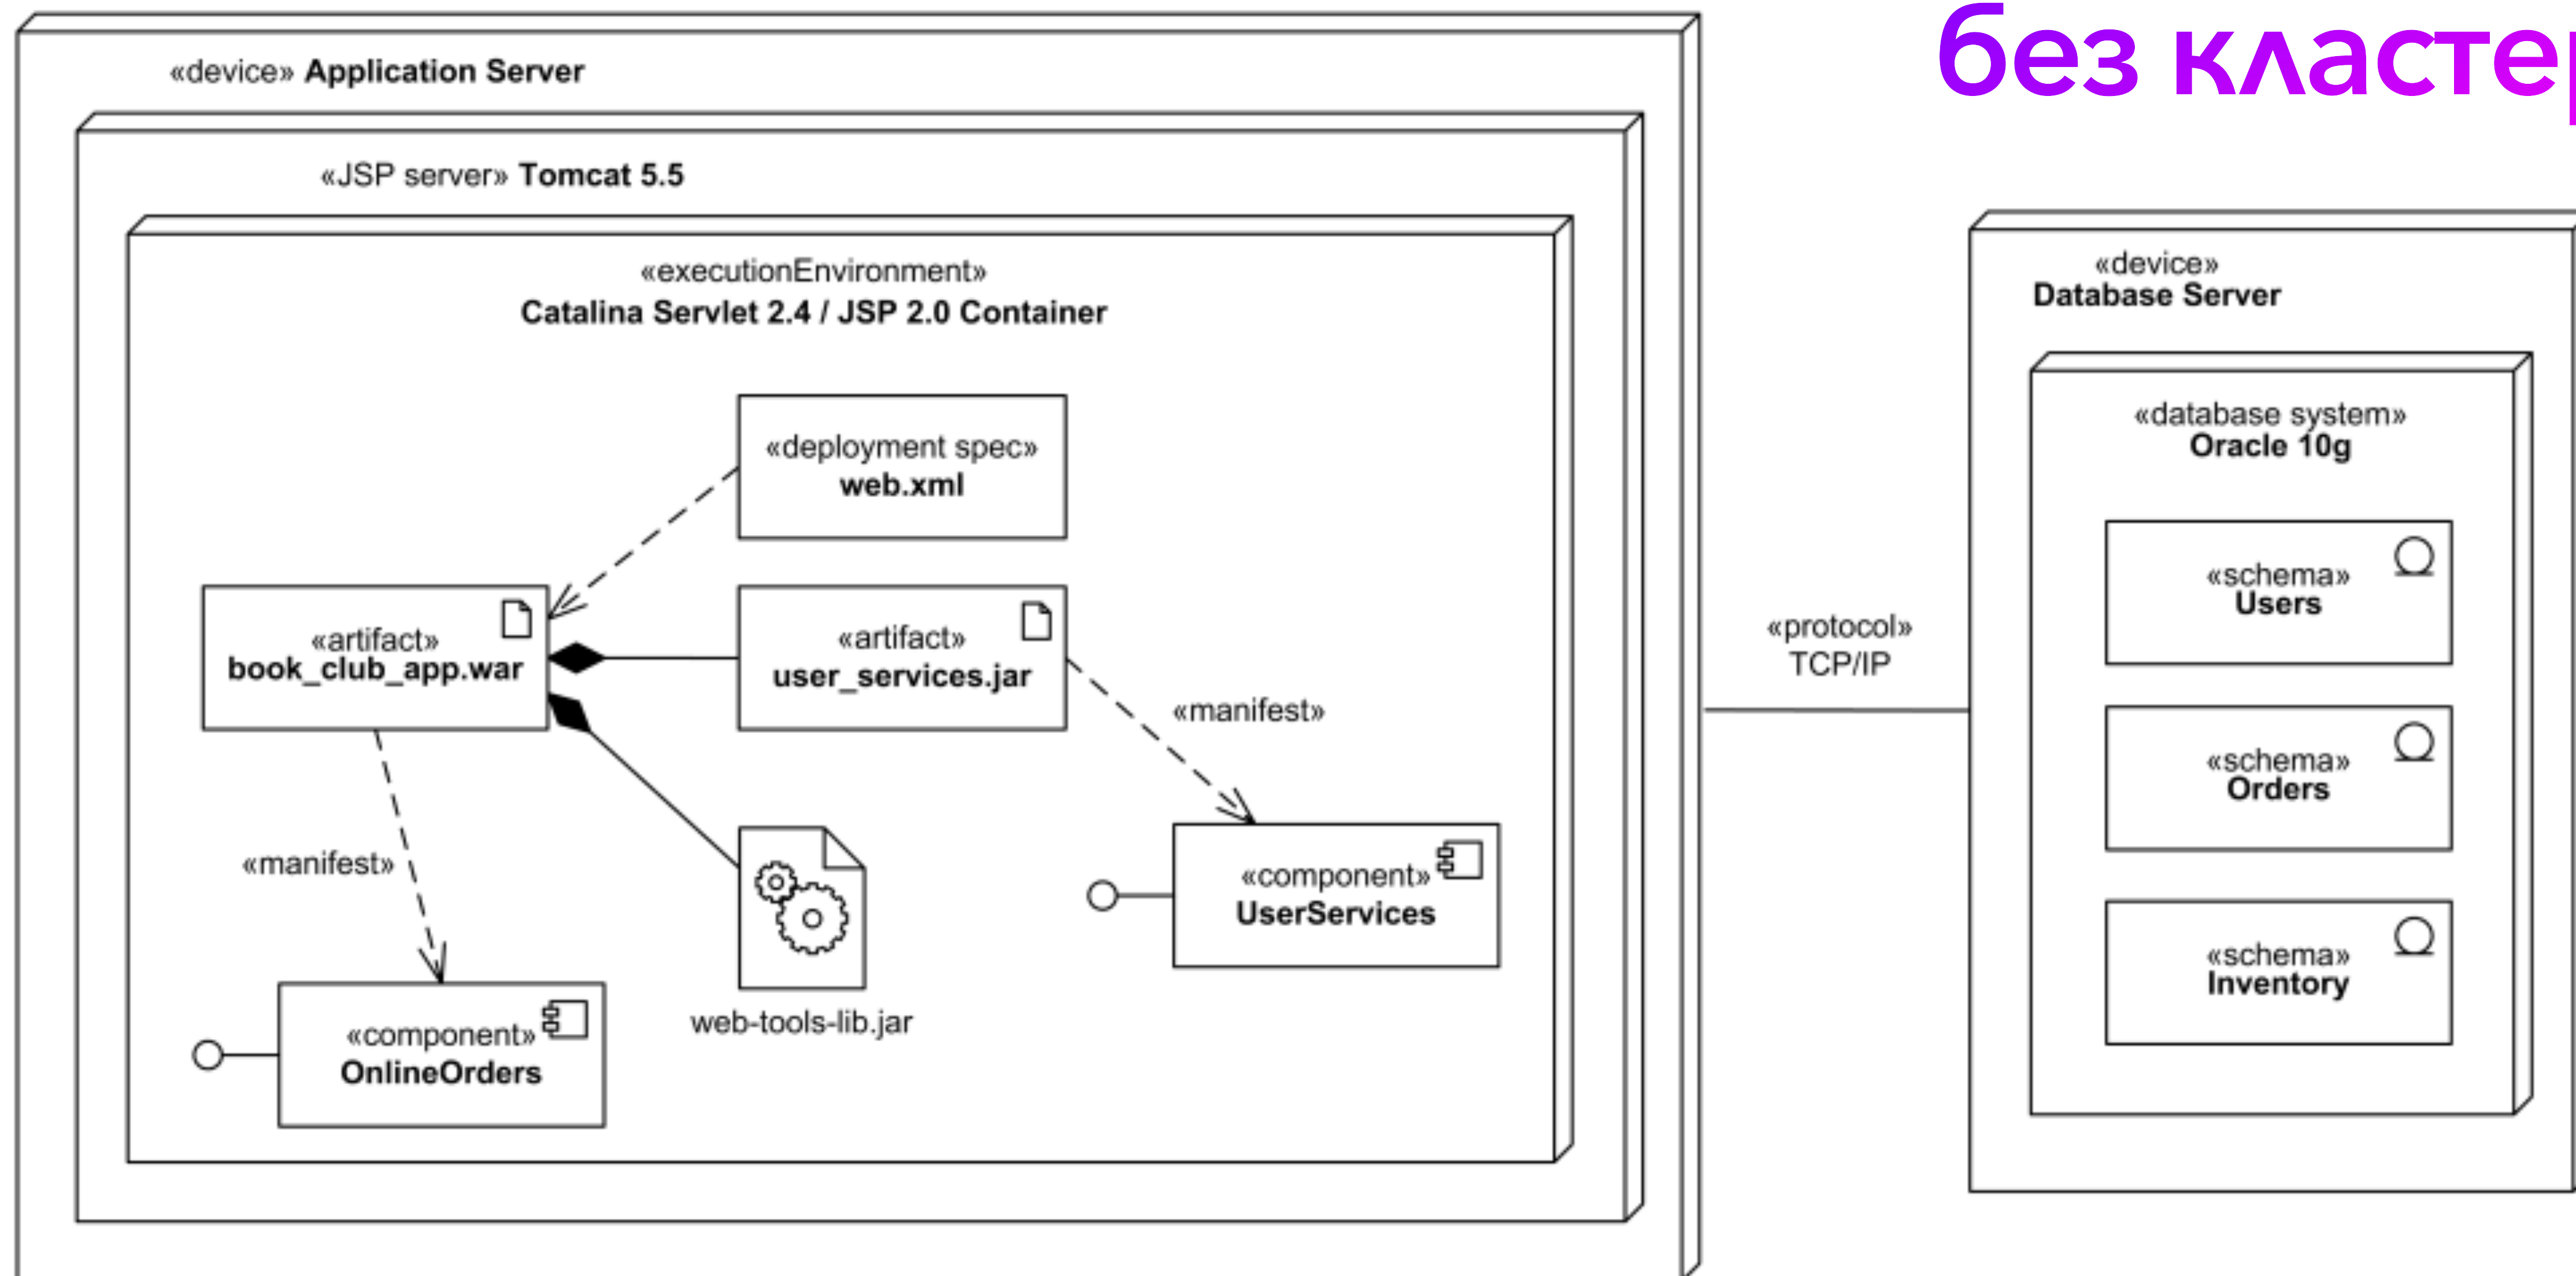 без кластер
«device» Application Server
«JSP server» Tomcat 5.5
«executionEnvironment»
Catalina Servlet 2.4 / JSP 2.0 Container
«deployment spec»
web.xml
«artifact»
book_club_app.war
«artifact»
user_services.jar
«manifest»
«manifest»
«component»
UserServices
web-tools-lib.jar
«component»
OnlineOrders
«protocol»
TCP/IP
«device»
Database Server
«database system»
Oracle 10g
«schema»
Users
«schema»
Orders
«schema»
Inventory